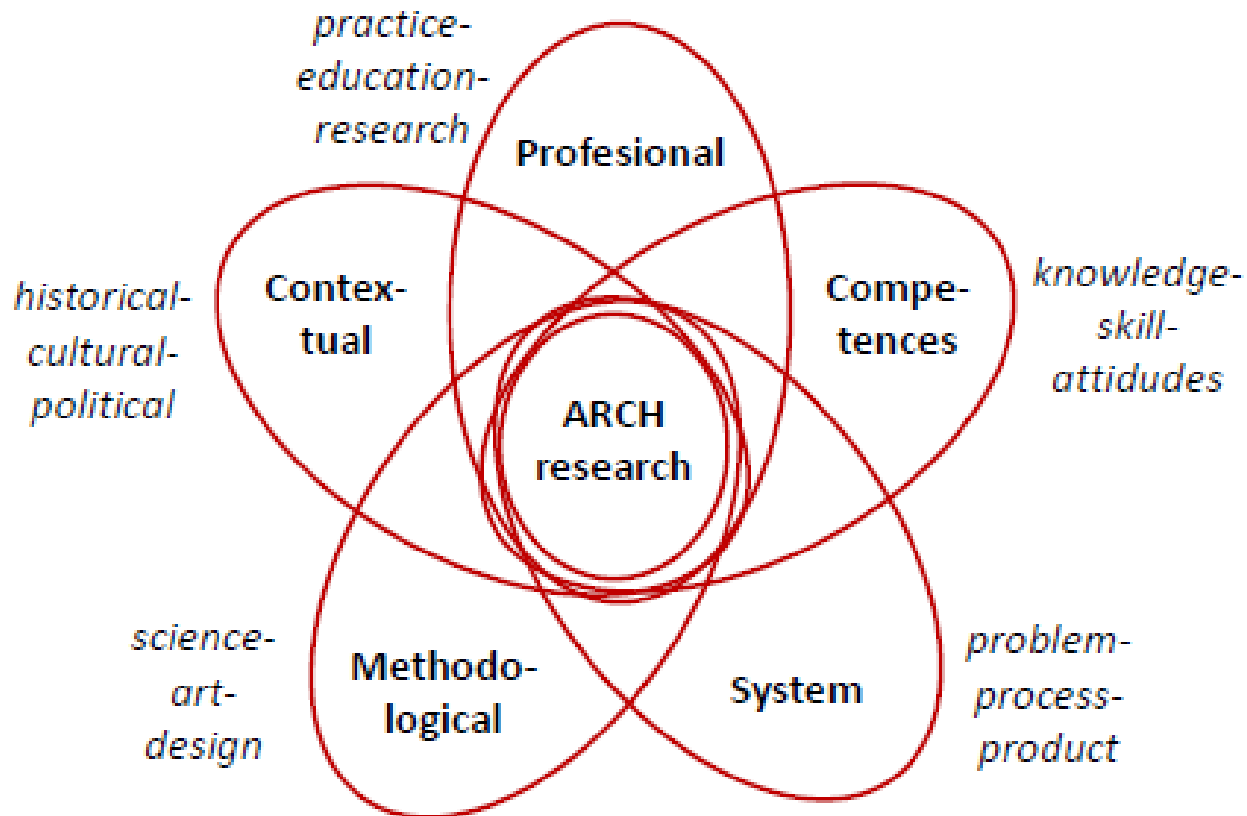 practice-
education-
research
Profesional
Contex-
tual
historical-
cultural-
political
Compe-
tences
knowledge-
skill-
attidudes
ARCH
research
science-
art-
design
Methodo-
logical
System
problem-
process-
product